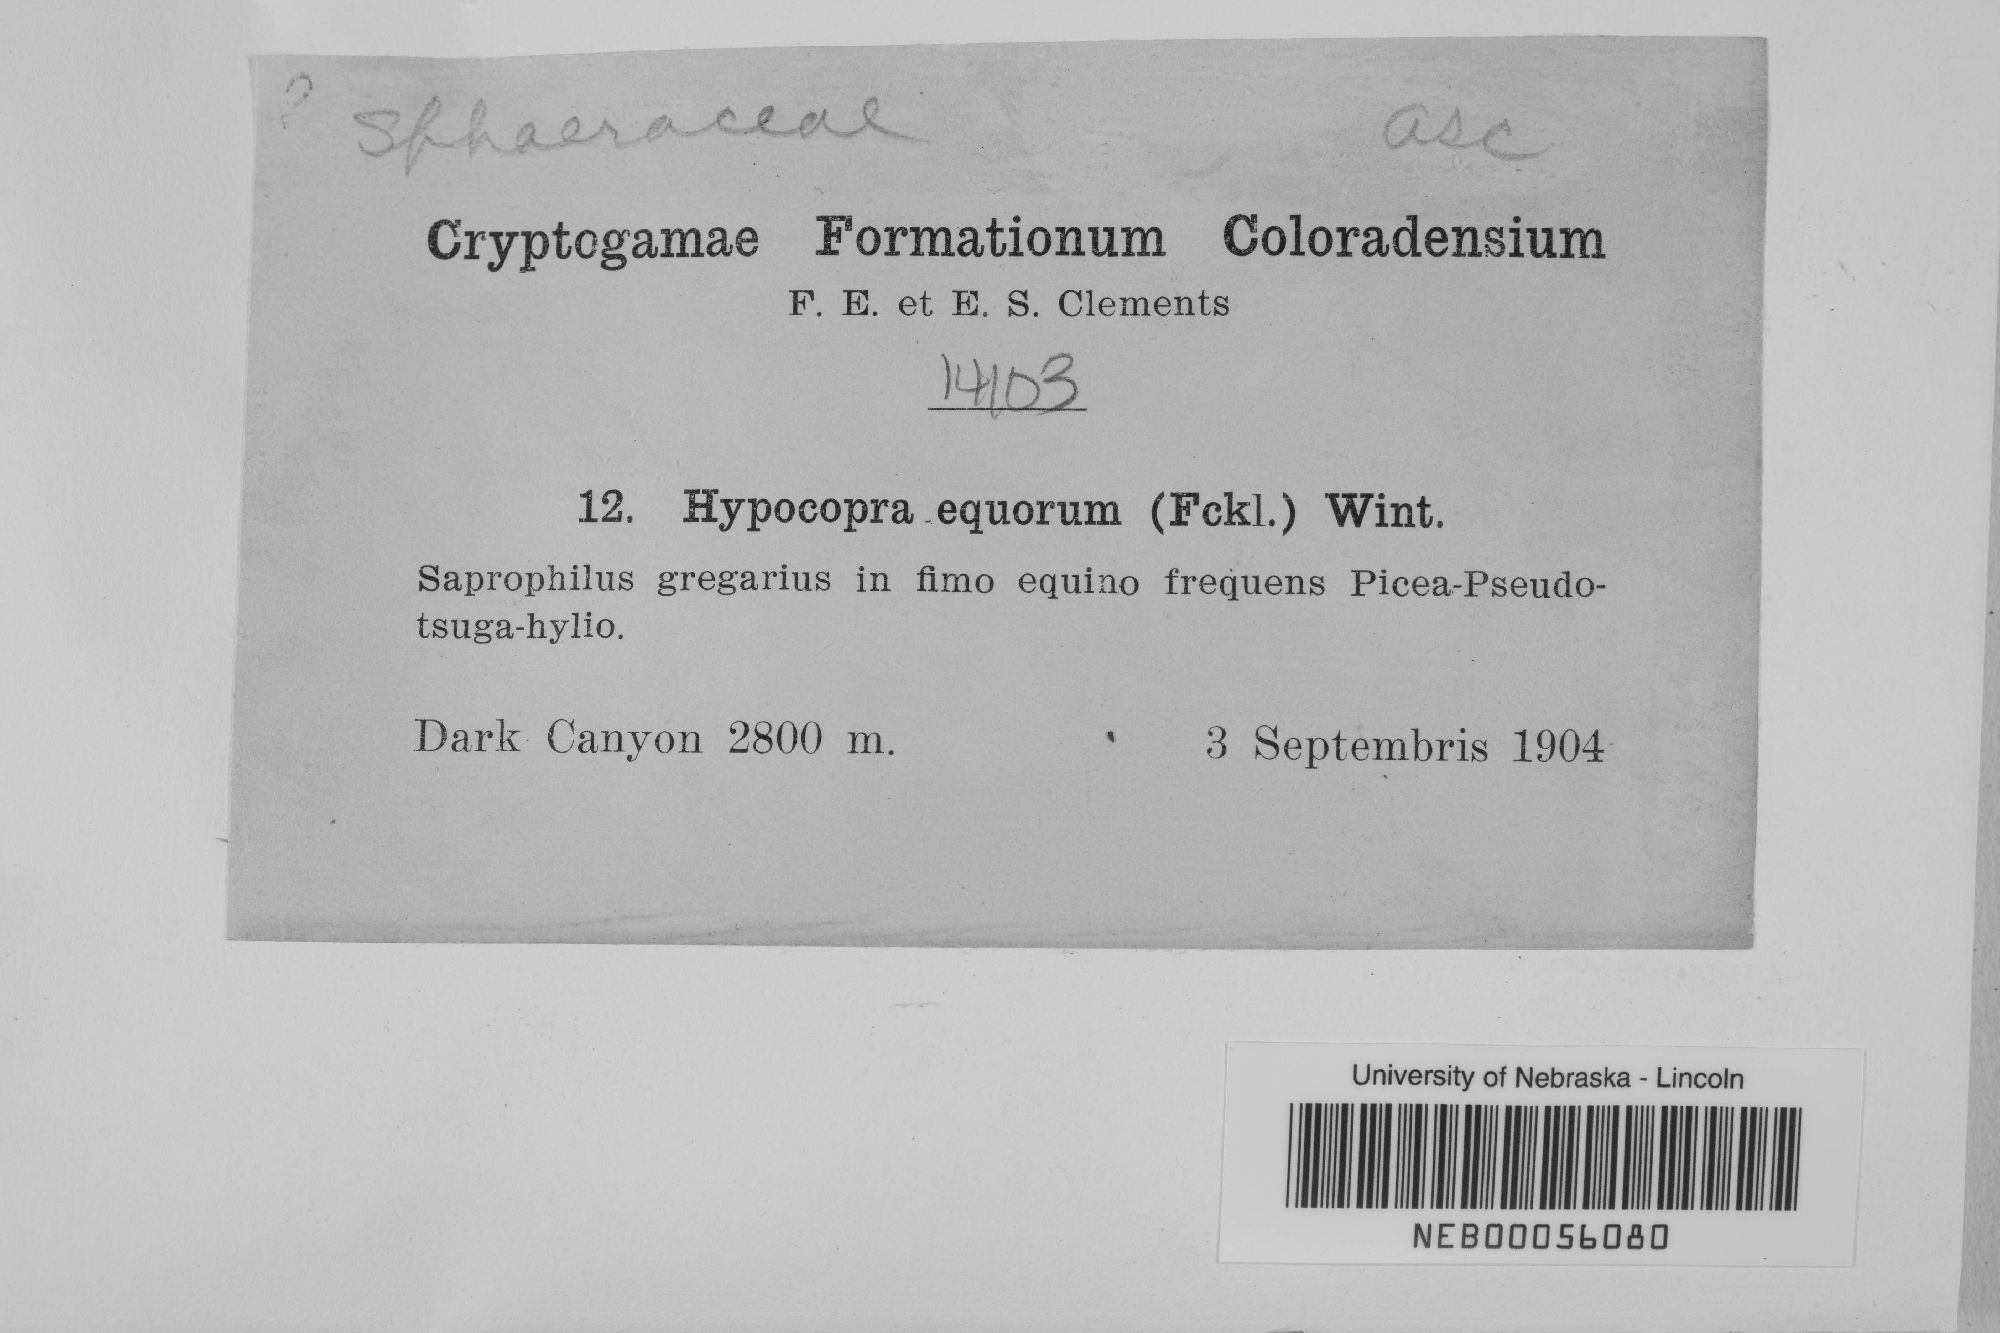 ? Sphaeraceae asc
Cryptogamae Formationum Coloradensium
F. E. et E. S. Clements
14103
12. Hypocopra equorum (Fckl.) Wint.
Saprophilus gregarius in fimo equino frequens Picea-Pseudo-
tsuga-hylio.
Dark Canyon 2800 m. 3 Septembris 1904
University of Nebraska - Lincoln
NEB00056080